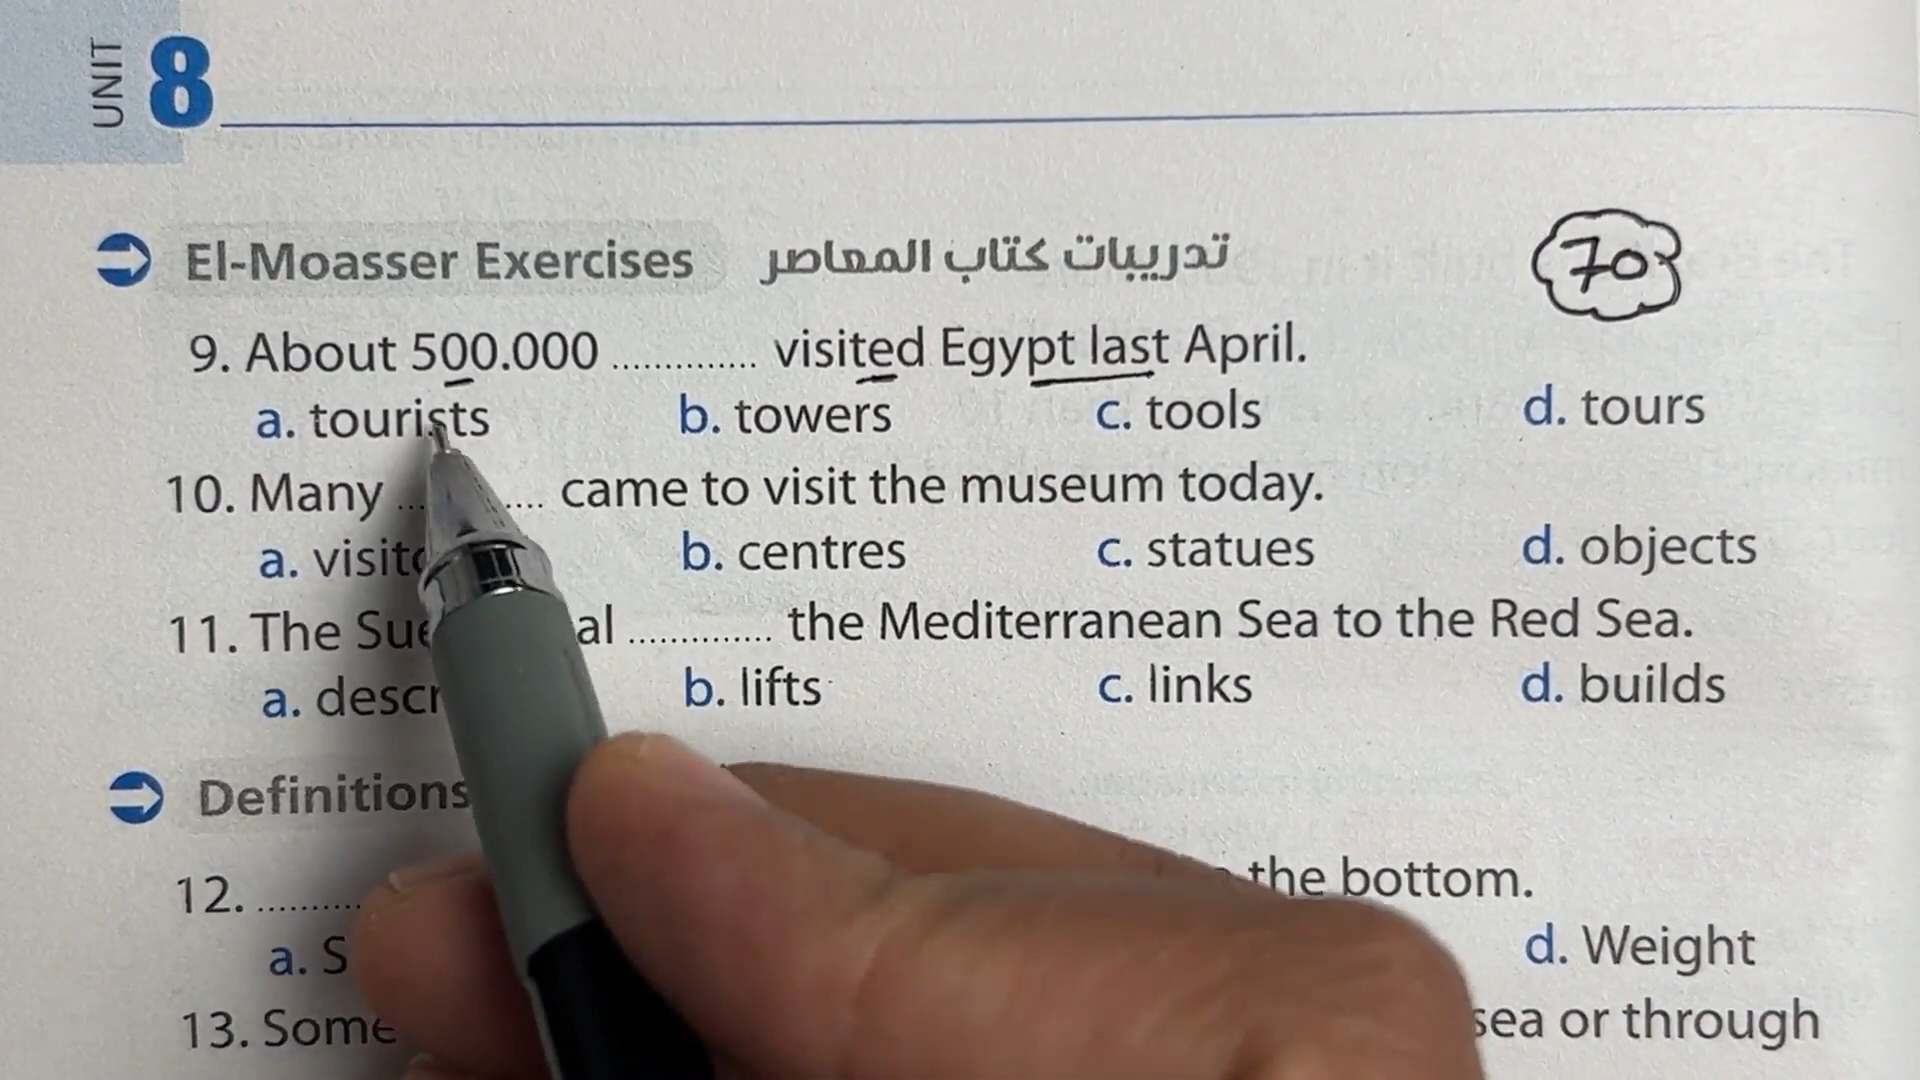 UNIT 8
El-Moasser Exercises تدريبات كتاب المعاصر 70
9. About 500.000 .............. visited Egypt last April.
a. tourists b. towers c. tools d. tours
10. Many .............. came to visit the museum today.
a. b. centres c. statues d. objects
11. The al .............. the Mediterranean Sea to the Red Sea.
a. b. lifts c. links d. builds
Definitions
12. .......... the bottom.
a. d. Weight
13. Some sea or through